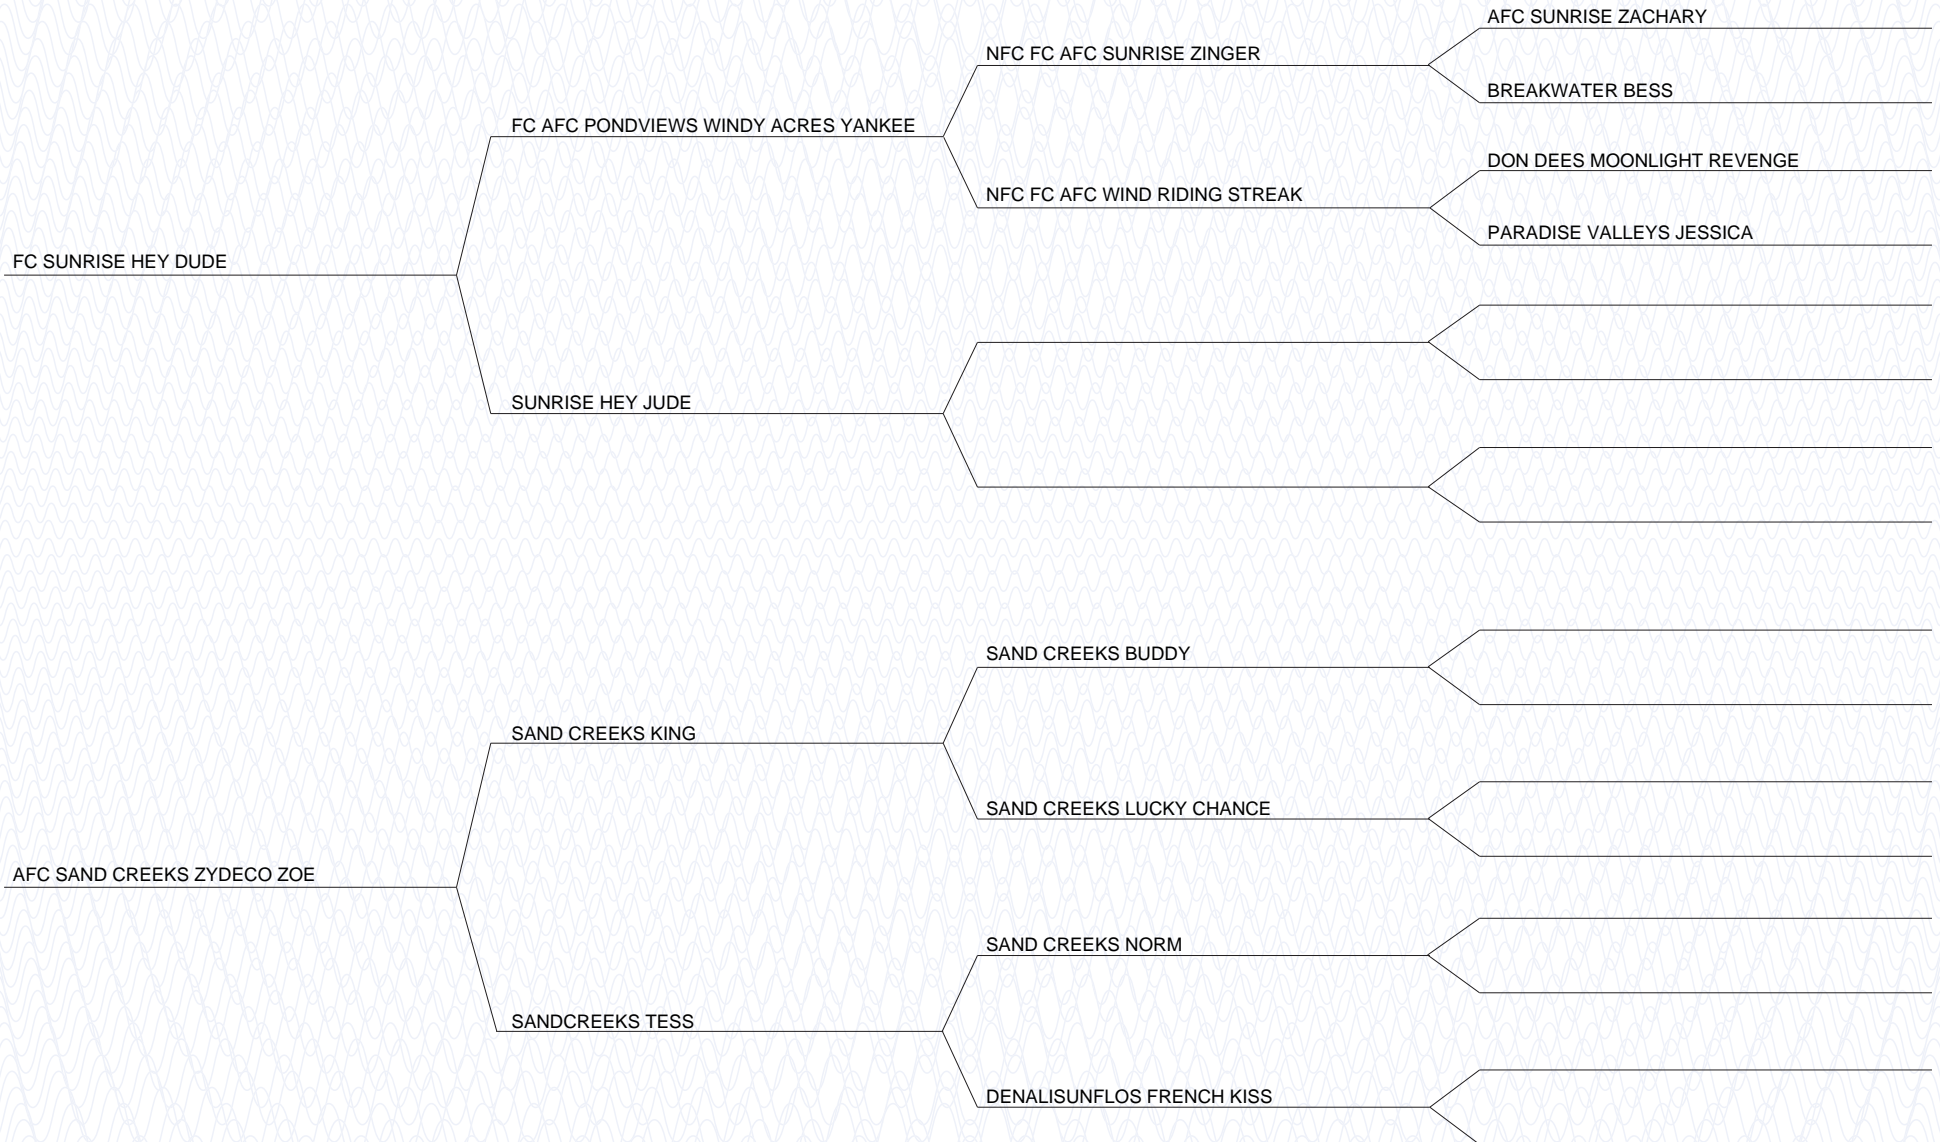 AFC SUNRISE ZACHARY
NFC FC AFC SUNRISE ZINGER
BREAKWATER BESS
FC AFC PONDVIEWS WINDY ACRES YANKEE
DON DEES MOONLIGHT REVENGE
NFC FC AFC WIND RIDING STREAK
PARADISE VALLEYS JESSICA
FC SUNRISE HEY DUDE
SUNRISE HEY JUDE
SAND CREEKS BUDDY
SAND CREEKS KING
SAND CREEKS LUCKY CHANCE
AFC SAND CREEKS ZYDECO ZOE
SAND CREEKS NORM
SANDCREEKS TESS
DENALISUNFLOS FRENCH KISS